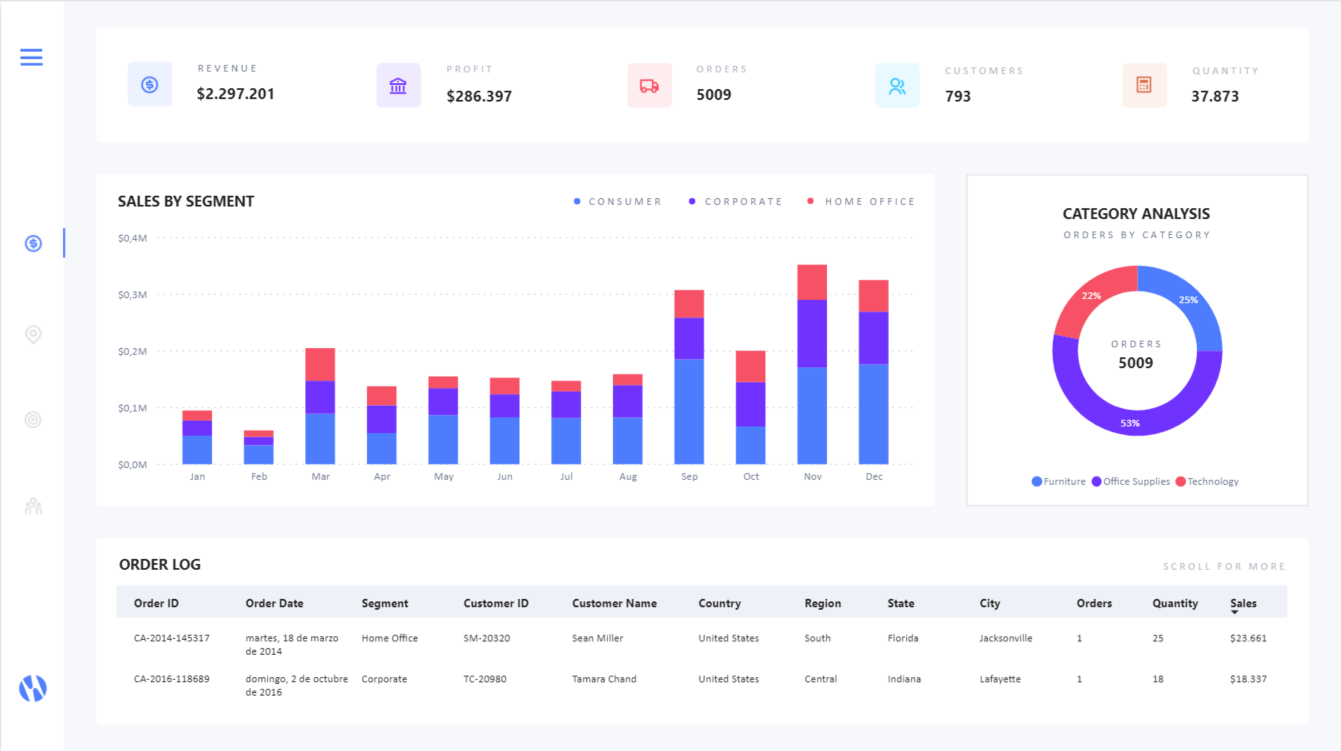 REVENUE
$2.297.201
PROFIT
$286.397
ORDERS
5009
CUSTOMERS
793
QUANTITY
37.873
SALES BY SEGMENT
CONSUMER CORPORATE HOME OFFICE
$0,4M
$0,3M
$0,2M
$0,1M
$0,0M
Jan Feb Mar Apr May Jun Jul Aug Sep Oct Nov Dec
CATEGORY ANALYSIS
ORDERS BY CATEGORY
22%
25%
ORDERS
5009
53%
Furniture Office Supplies Technology
ORDER LOG
SCROLL FOR MORE
Order ID Order Date Segment Customer ID Customer Name Country Region State City Orders Quantity Sales
CA-2014-145317 martes, 18 de marzo Home Office SM-20320 Sean Miller United States South Florida Jacksonville 1 25 $23.661
de 2014
CA-2016-118689 domingo, 2 de octubre Corporate TC-20980 Tamara Chand United States Central Indiana Lafayette 1 18 $18.337
de 2016